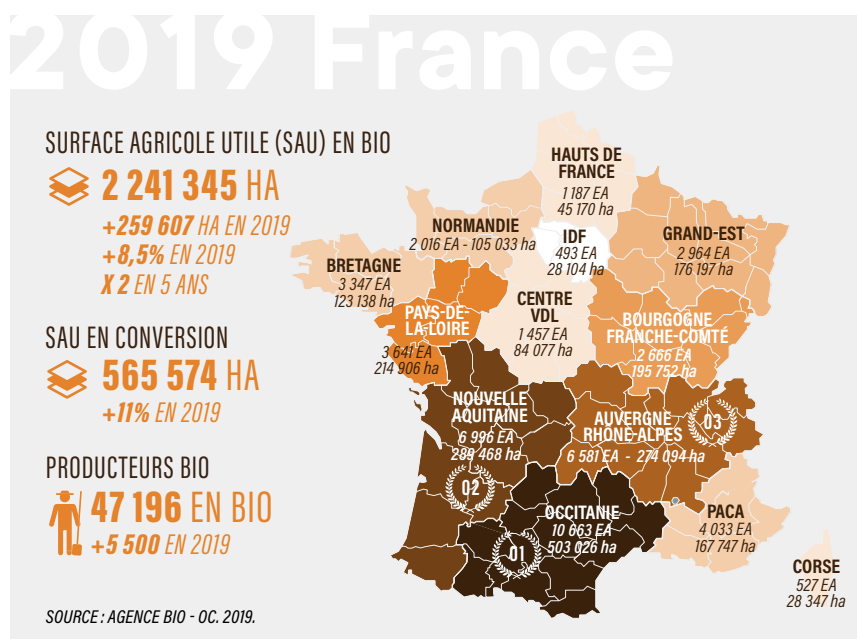 2019 France
SURFACE AGRICOLE UTILE (SAU) EN BIO
2 241 345 HA
+259 607 HA EN 2019
+8,5% EN 2019
X 2 EN 5 ANS
SAU EN CONVERSION
565 574 HA
+11% EN 2019
PRODUCTEURS BIO
47 196 EN BIO
+5 500 EN 2019
SOURCE : AGENCE BIO - OC. 2019.
HAUTS DE
FRANCE
1 187 EA
45 170 ha
NORMANDIE
2 016 EA - 105 033 ha
IDF
493 EA
28 104 ha
GRAND-EST
2 964 EA
176 197 ha
BRETAGNE
3 347 EA
123 138 ha
PAYS-DE-
LA-LOIRE
3 641 EA
214 906 ha
CENTRE
VDL
1 457 EA
84 077 ha
BOURGOGNE
FRANCHE-COMTÉ
2 666 EA
195 752 ha
NOUVELLE
AQUITAINE
6 996 EA
289 468 ha
02
AUVERGNE
RHÔNE-ALPES
6 581 EA - 274 094 ha
03
OCCITANIE
10 663 EA
503 026 ha
01
PACA
4 033 EA
167 747 ha
CORSE
527 EA
28 347 ha